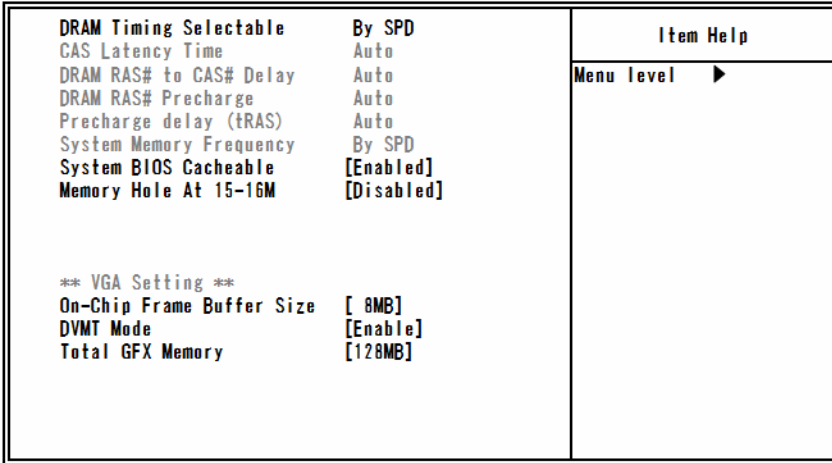 DRAM Timing Selectable By SPD
CAS Latency Time Auto
DRAM RAS# to CAS# Delay Auto
DRAM RAS# Precharge Auto
Precharge delay (tRAS) Auto
System Memory Frequency By SPD
System BIOS Cacheable [Enabled]
Memory Hole At 15-16M [Disabled]
** VGA Setting **
On-Chip Frame Buffer Size [ 8MB]
DVMT Mode [Enable]
Total GFX Memory [128MB]
Item Help
Menu level ▶